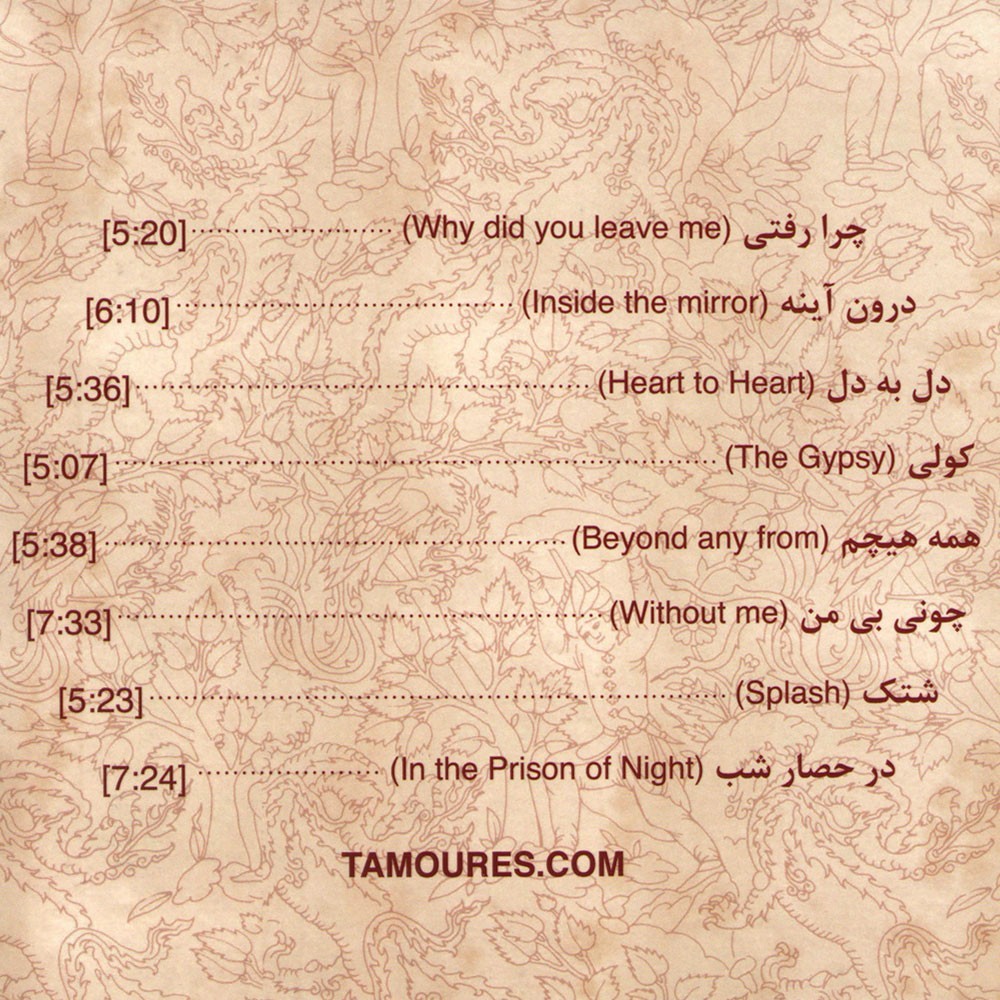 چرا رفتی (Why did you leave me) [5:20]
درون آینه (Inside the mirror) [6:10]
دل به دل (Heart to Heart) [5:36]
کولی (The Gypsy) [5:07]
همه هیچم (Beyond any from) [5:38]
چونی بی من (Without me) [7:33]
شتک (Splash) [5:23]
در حصار شب (In the Prison of Night) [7:24]
TAMOURES.COM